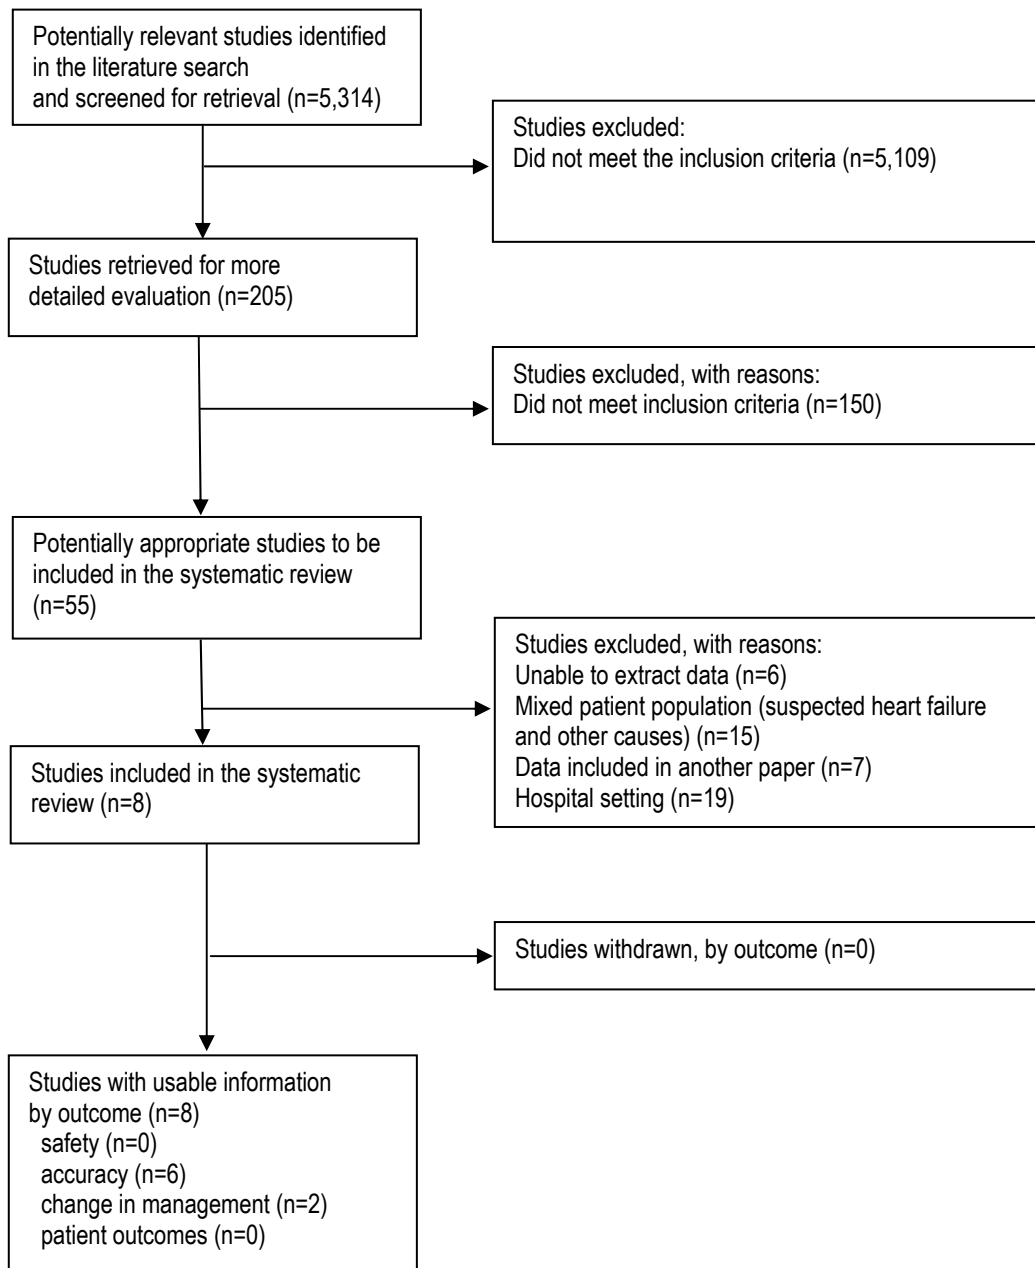 Potentially relevant studies identified
in the literature search
and screened for retrieval (n=5,314)
Studies excluded:
Did not meet the inclusion criteria (n=5,109)
Studies retrieved for more
detailed evaluation (n=205)
Studies excluded, with reasons:
Did not meet inclusion criteria (n=150)
Potentially appropriate studies to be
included in the systematic review
(n=55)
Studies excluded, with reasons:
Unable to extract data (n=6)
Mixed patient population (suspected heart failure
and other causes) (n=15)
Data included in another paper (n=7)
Hospital setting (n=19)
Studies included in the systematic
review (n=8)
Studies withdrawn, by outcome (n=0)
Studies with usable information
by outcome (n=8)
safety (n=0)
accuracy (n=6)
change in management (n=2)
patient outcomes (n=0)